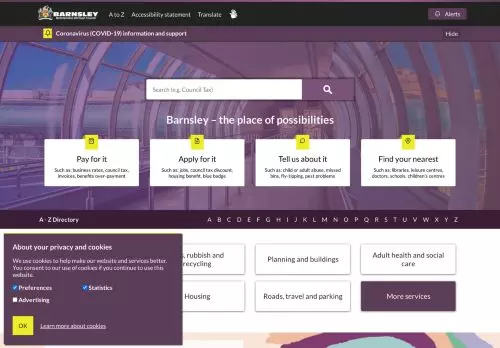 BARNSLEY
Metropolitan Borough Council
A to Z
Accessibility statement
Translate
Alerts
Coronavirus (COVID-19) information and support
Hide
Search (e.g. Council Tax)
Barnsley – the place of possibilities
Pay for it
Such as: business rates, council tax,
invoices, benefits over-payment
Apply for it
Such as: jobs, council tax discount,
housing benefit, blue badge
Tell us about it
Such as: child or adult abuse, missed
bins, fly-tipping, pest problems
Find your nearest
Such as: libraries, leisure centres,
doctors, schools, children's centres
A - Z Directory
A B C D E F G H I J K L M N O P Q R S T U V W X Y Z
s, rubbish and
recycling
Planning and buildings
Adult health and social
care
Housing
Roads, travel and parking
More services
About your privacy and cookies
We use cookies to help make our website and services better.
You consent to our use of cookies if you continue to use this
website.
Preferences
Statistics
Advertising
OK
Learn more about cookies